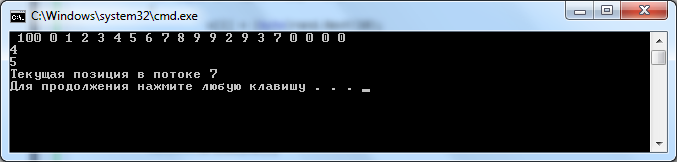 C:\Windows\system32\cmd.exe
100 0 1 2 3 4 5 6 7 8 9 9 2 9 3 7 0 0 0 0
4
5
Текущая позиция в потоке 7
Для продолжения нажмите любую клавишу . . . _